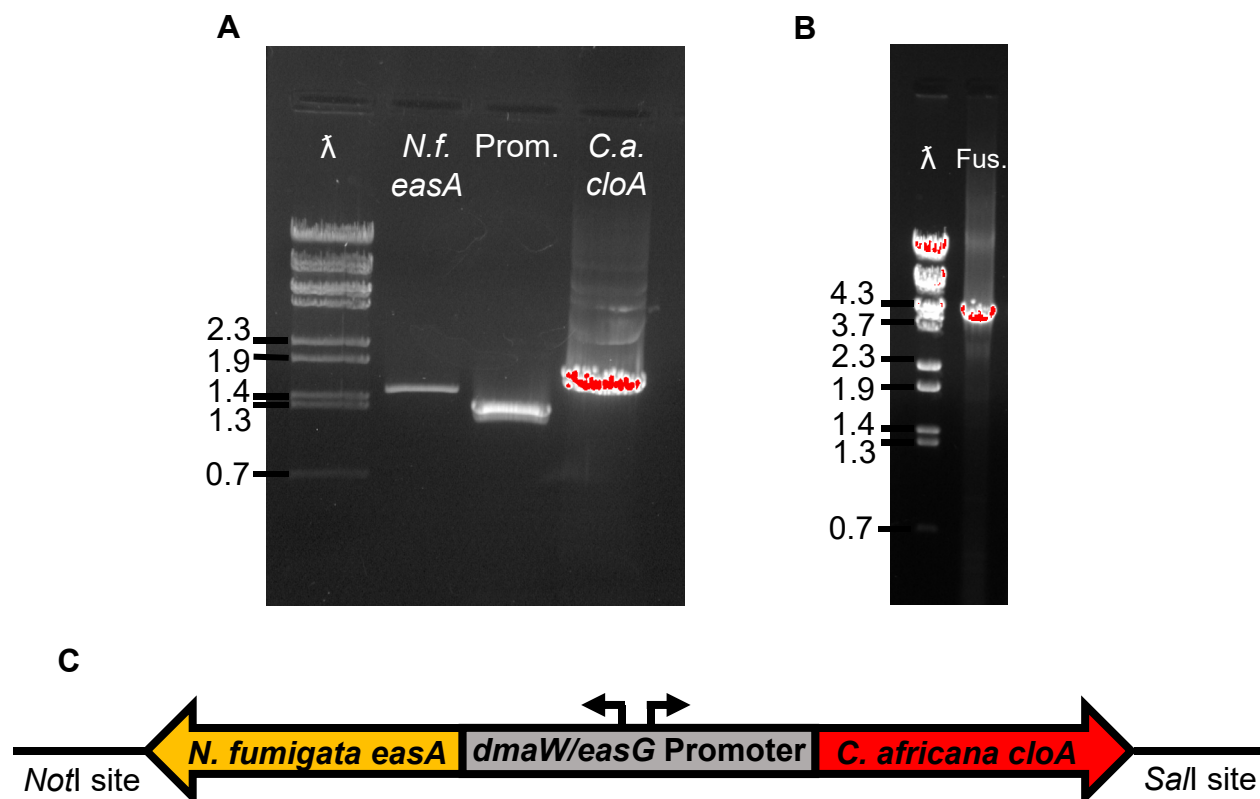 A
B
ƛ
N.f. easA
Prom.
C.a. cloA
2.3
1.9
1.4
1.3
0.7
ƛ
Fus.
4.3
3.7
2.3
1.9
1.4
1.3
0.7
C
N. fumigata easA
dmaW/easG Promoter
C. africana cloA
NotI site
SalI site